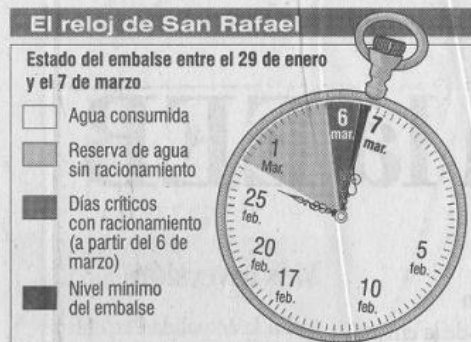 El reloj de San Rafael
Estado del embalse entre el 29 de enero
y el 7 de marzo
Agua consumida
Reserva de agua
sin racionamiento
Días críticos
con racionamiento
(a partir del 6 de
marzo)
Nivel mínimo
del embalse
6
mar.
7
mar.
1
Mar.
25
feb.
20
feb.
17
feb.
10
feb.
5
feb.